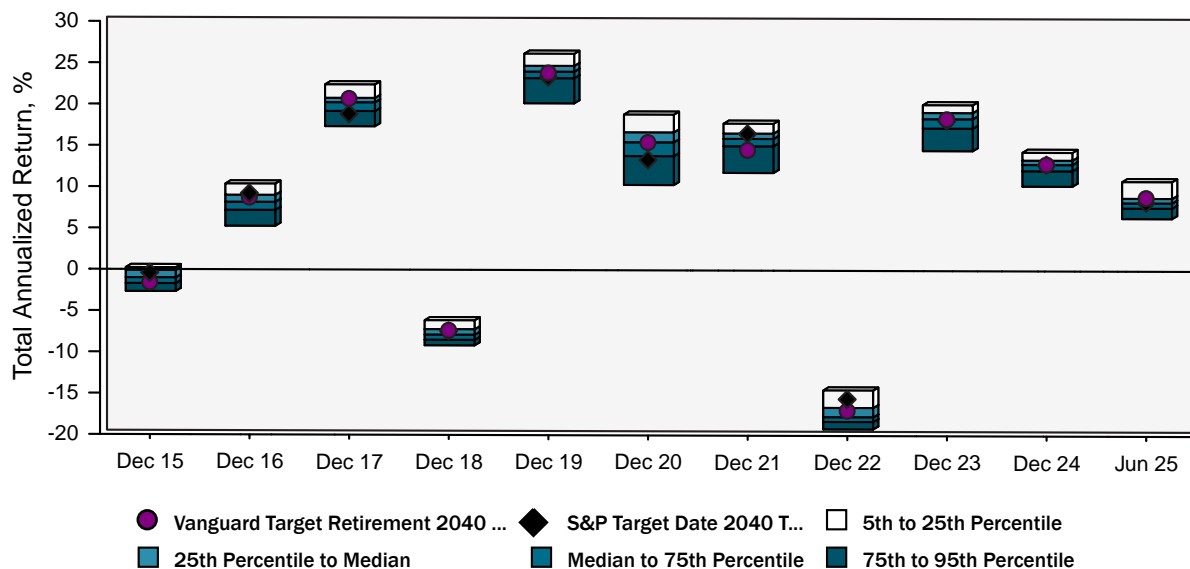 Total Annualized Return, %
30
25
20
15
10
5
0
-5
-10
-15
-20
Dec 15 Dec 16 Dec 17 Dec 18 Dec 19 Dec 20 Dec 21 Dec 22 Dec 23 Dec 24 Jun 25
Vanguard Target Retirement 2040 ... S&P Target Date 2040 T... 5th to 25th Percentile
25th Percentile to Median Median to 75th Percentile 75th to 95th Percentile